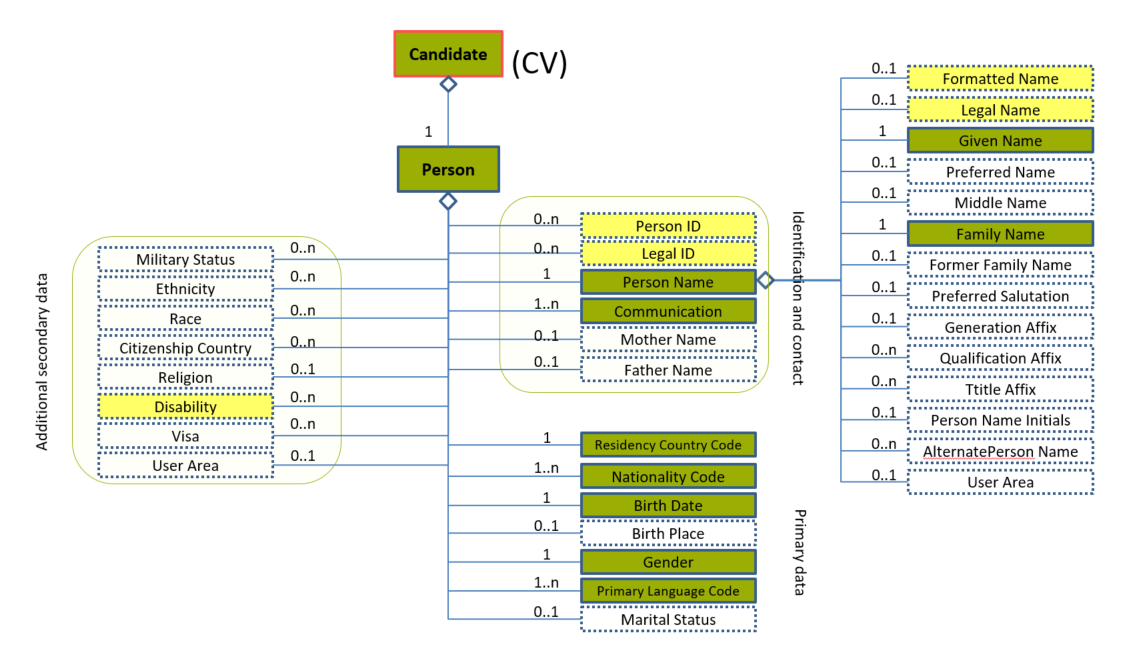 Candidate
(CV)
1
Person
Additional secondary data
0..n
Military Status
0..n
Ethnicity
0..n
Race
0..n
Citizenship Country
0..1
Religion
0..n
Disability
0..n
Visa
0..1
User Area
0..n
Person ID
0..n
Legal ID
1
Person Name
1..n
Communication
0..1
Mother Name
0..1
Father Name
Identification and contact
1
Residency Country Code
1..n
Nationality Code
1
Birth Date
0..1
Birth Place
1
Gender
1..n
Primary Language Code
0..1
Marital Status
Primary data
0..1
Formatted Name
0..1
Legal Name
1
Given Name
0..1
Preferred Name
0..1
Middle Name
1
Family Name
0..1
Former Family Name
0..1
Preferred Salutation
0..1
Generation Affix
0..n
Qualification Affix
0..n
Ttitle Affix
0..1
Person Name Initials
0..n
AlternatePerson Name
0..1
User Area